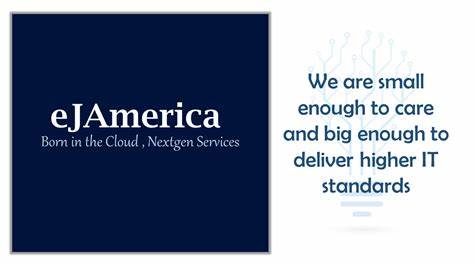 eJAmerica
Born in the Cloud , Nextgen Services
We are small
enough to care
and big enough to
deliver higher IT
standards